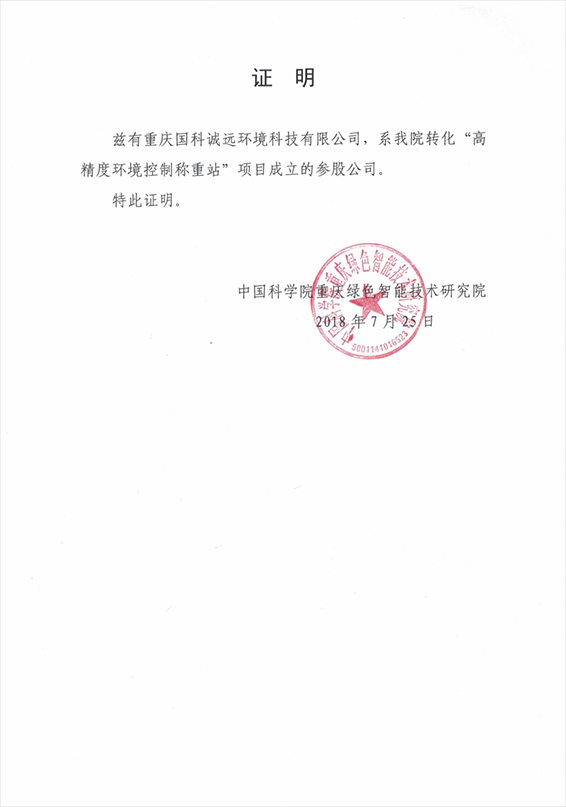 证 明
兹有重庆国科诚远环境科技有限公司，系我院转化“高
精度环境控制称重站”项目成立的参股公司。
特此证明。
中国科学院重庆绿色智能技术研究院
2018 年 7 月 25 日
中国科学院重庆绿色智能技术研究院
5001141016523